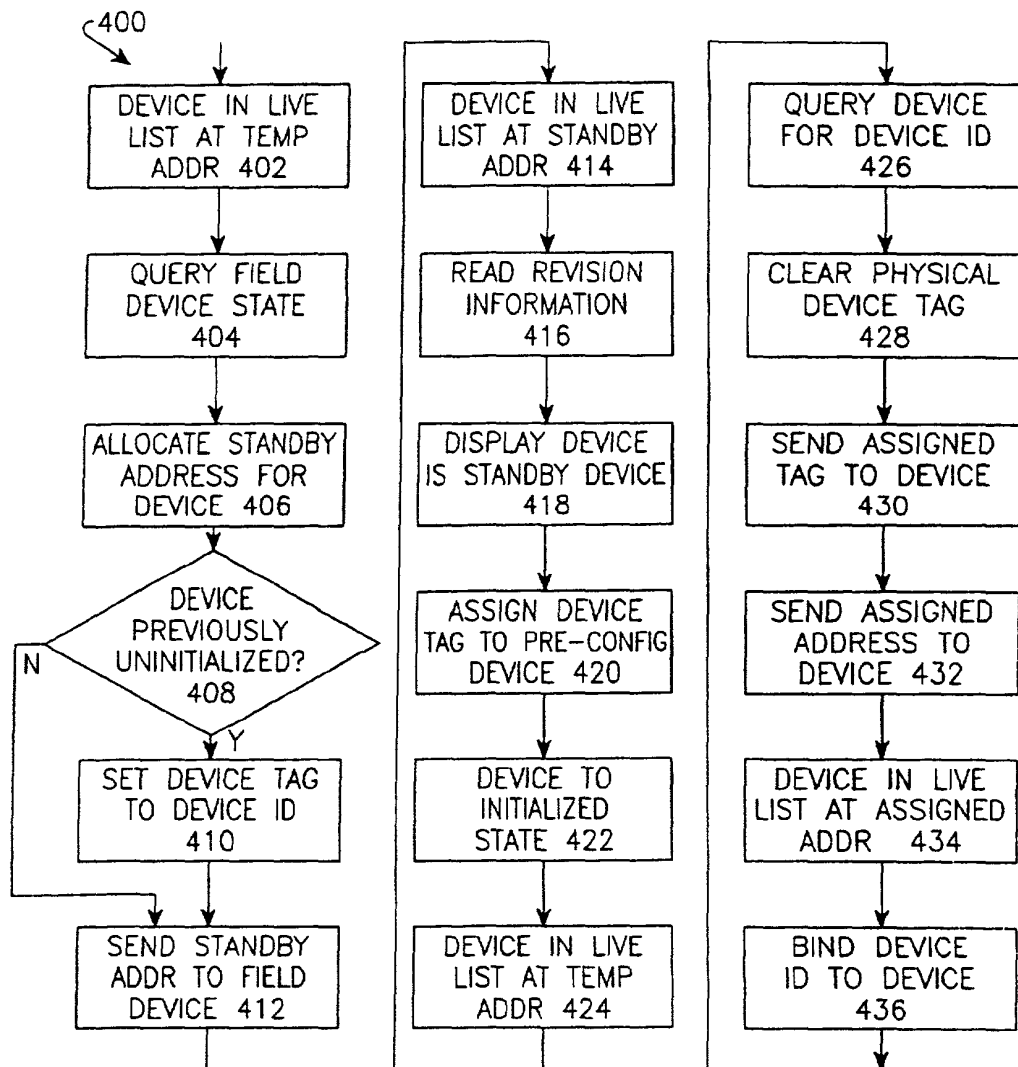 400
DEVICE IN LIVE
LIST AT TEMP
ADDR 402
QUERY FIELD
DEVICE STATE
404
ALLOCATE STANDBY
ADDRESS FOR
DEVICE 406
DEVICE
PREVIOUSLY
UNINITIALIZED?
408
N
Y
SET DEVICE TAG
TO DEVICE ID
410
SEND STANDBY
ADDR TO FIELD
DEVICE 412
DEVICE IN LIVE
LIST AT STANDBY
ADDR 414
READ REVISION
INFORMATION
416
DISPLAY DEVICE
IS STANDBY DEVICE
418
ASSIGN DEVICE
TAG TO PRE-CONFIG
DEVICE 420
DEVICE TO
INITIALIZED
STATE 422
DEVICE IN LIVE
LIST AT TEMP
ADDR 424
QUERY DEVICE
FOR DEVICE ID
426
CLEAR PHYSICAL
DEVICE TAG
428
SEND ASSIGNED
TAG TO DEVICE
430
SEND ASSIGNED
ADDRESS TO
DEVICE 432
DEVICE IN LIVE
LIST AT ASSIGNED
ADDR 434
BIND DEVICE
ID TO DEVICE
436